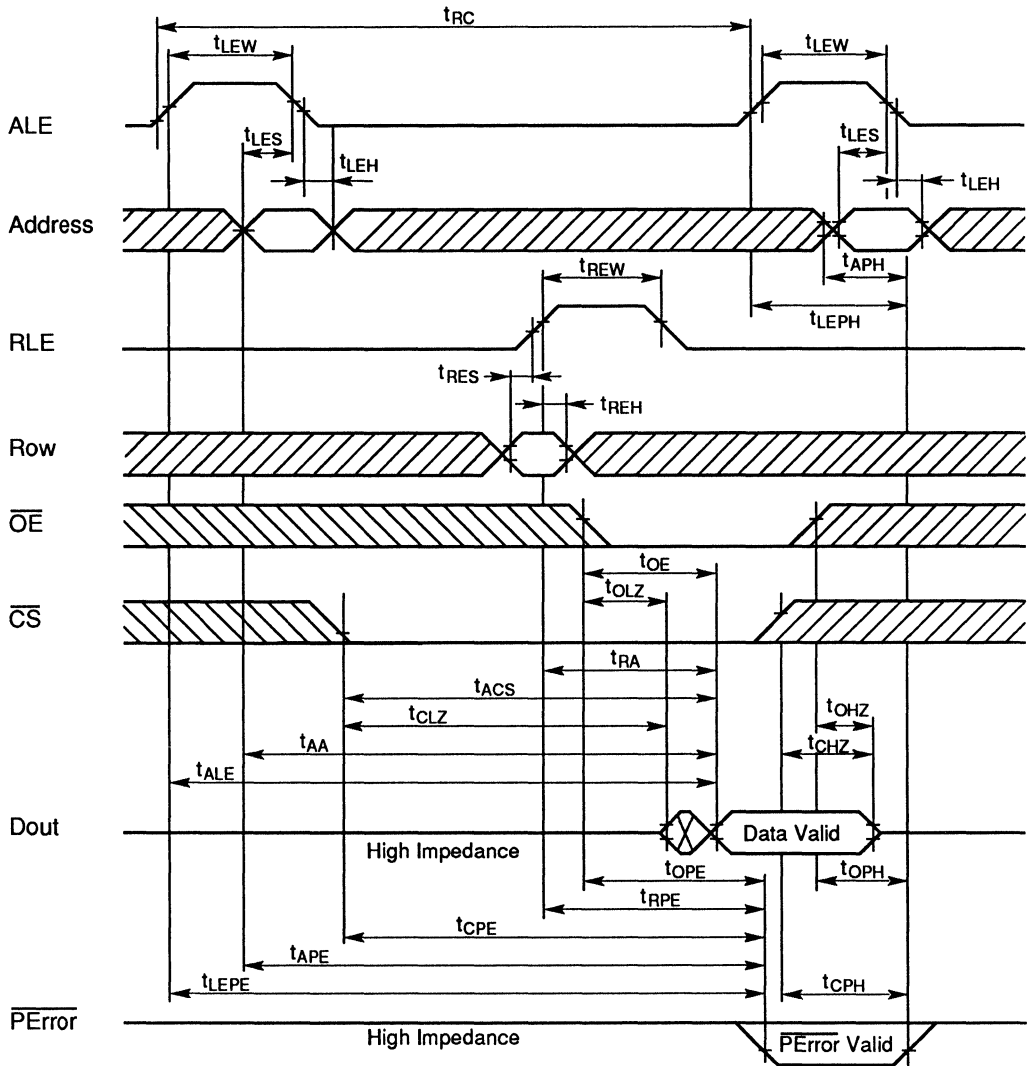 tRC
tLEW
tLEW
ALE
tLES
tLES
tLEH
tLEH
Address
tAPH
tREW
tLEPH
RLE
tRES
tREH
Row
OE
tOE
tOLZ
CS
tRA
tACS
tOHZ
tCLZ
tCHZ
tAA
tALE
Dout
Data Valid
High Impedance
tOPE
tOPH
tRPE
tCPE
tAPE
tLEPE
tCPH
PError
High Impedance
PError Valid